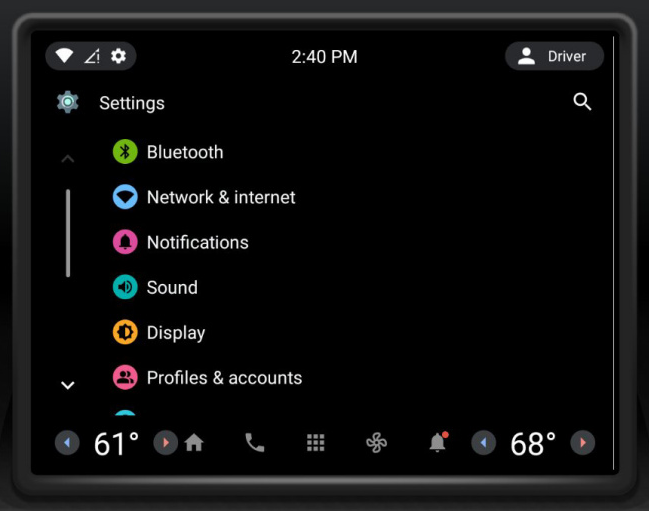 2:40 PM
Driver
Settings
Bluetooth
Network & internet
Notifications
Sound
Display
Profiles & accounts
61°
68°